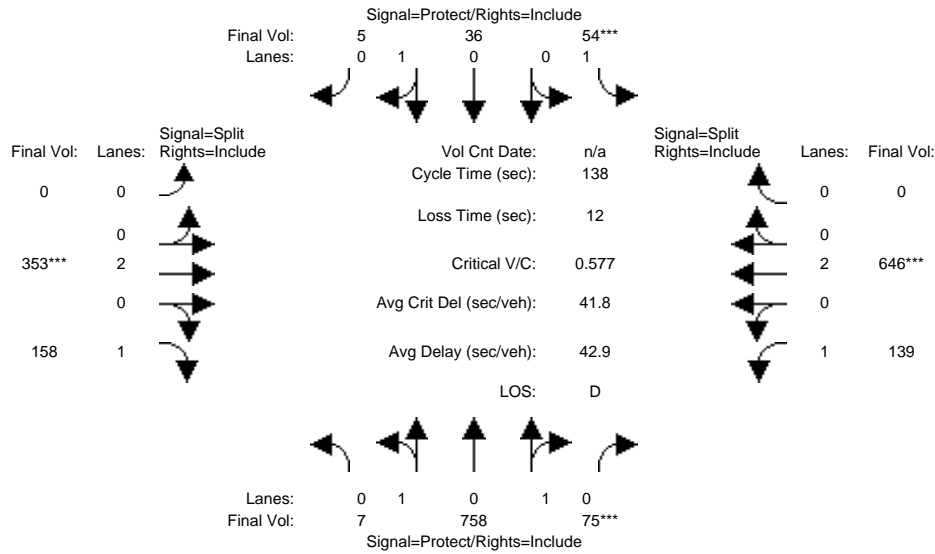 Signal=Protect/Rights=Include
Final Vol: 5 36 54***
Lanes: 0 1 0 0 1
Signal=Split Signal=Split
Final Vol: Lanes: Rights=Include Vol Cnt Date: n/a Rights=Include Lanes: Final Vol:
Cycle Time (sec): 138
0 0 0 0
Loss Time (sec): 12
0 0
353*** 2 Critical V/C: 0.577 2 646***
0 Avg Crit Del (sec/veh): 41.8 0
158 1 Avg Delay (sec/veh): 42.9 1 139
LOS: D
Lanes: 0 1 0 1 0
Final Vol: 7 758 75***
Signal=Protect/Rights=Include